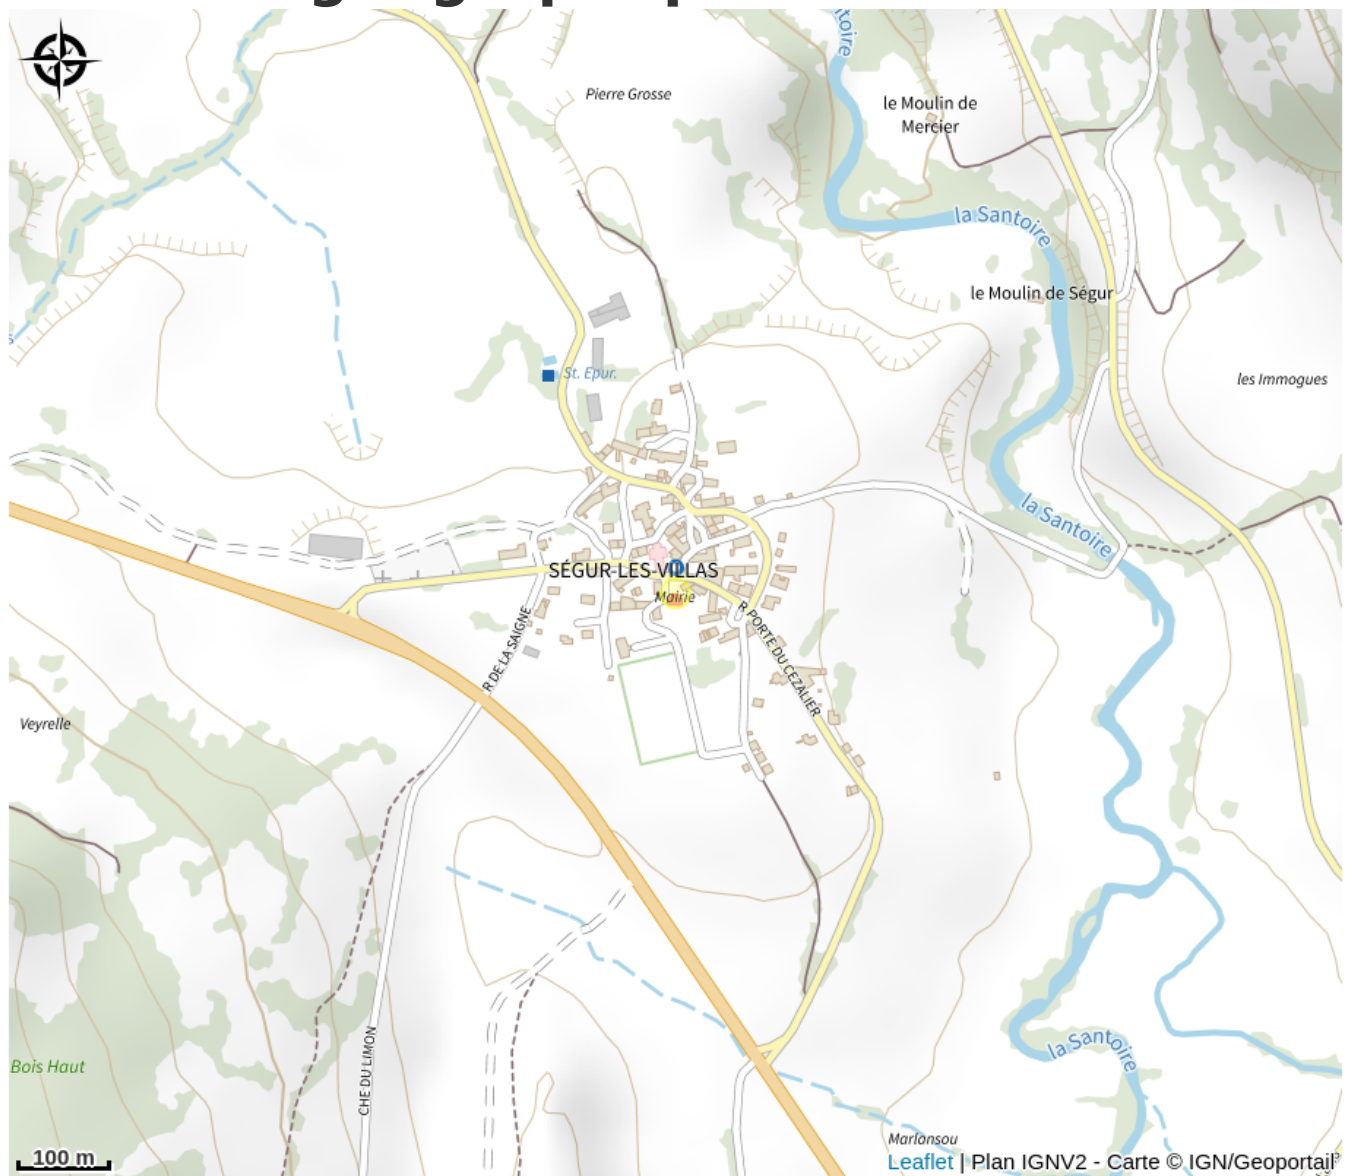 toire
Pierre Grosse
le Moulin de
Mercier
la Santoire
le Moulin de Ségur
St. Epur.
les Immogues
la Santoire
SÉGUR-LES-VILLAS
Mairie
R DE LA SAIGNE
R PORTE DU CEZALIER
Veyrelle
CHE DU LIMON
la Santoire
Bois Haut
Marlansou
100 m
Leaflet | Plan IGNV2 - Carte © IGN/Geoportail